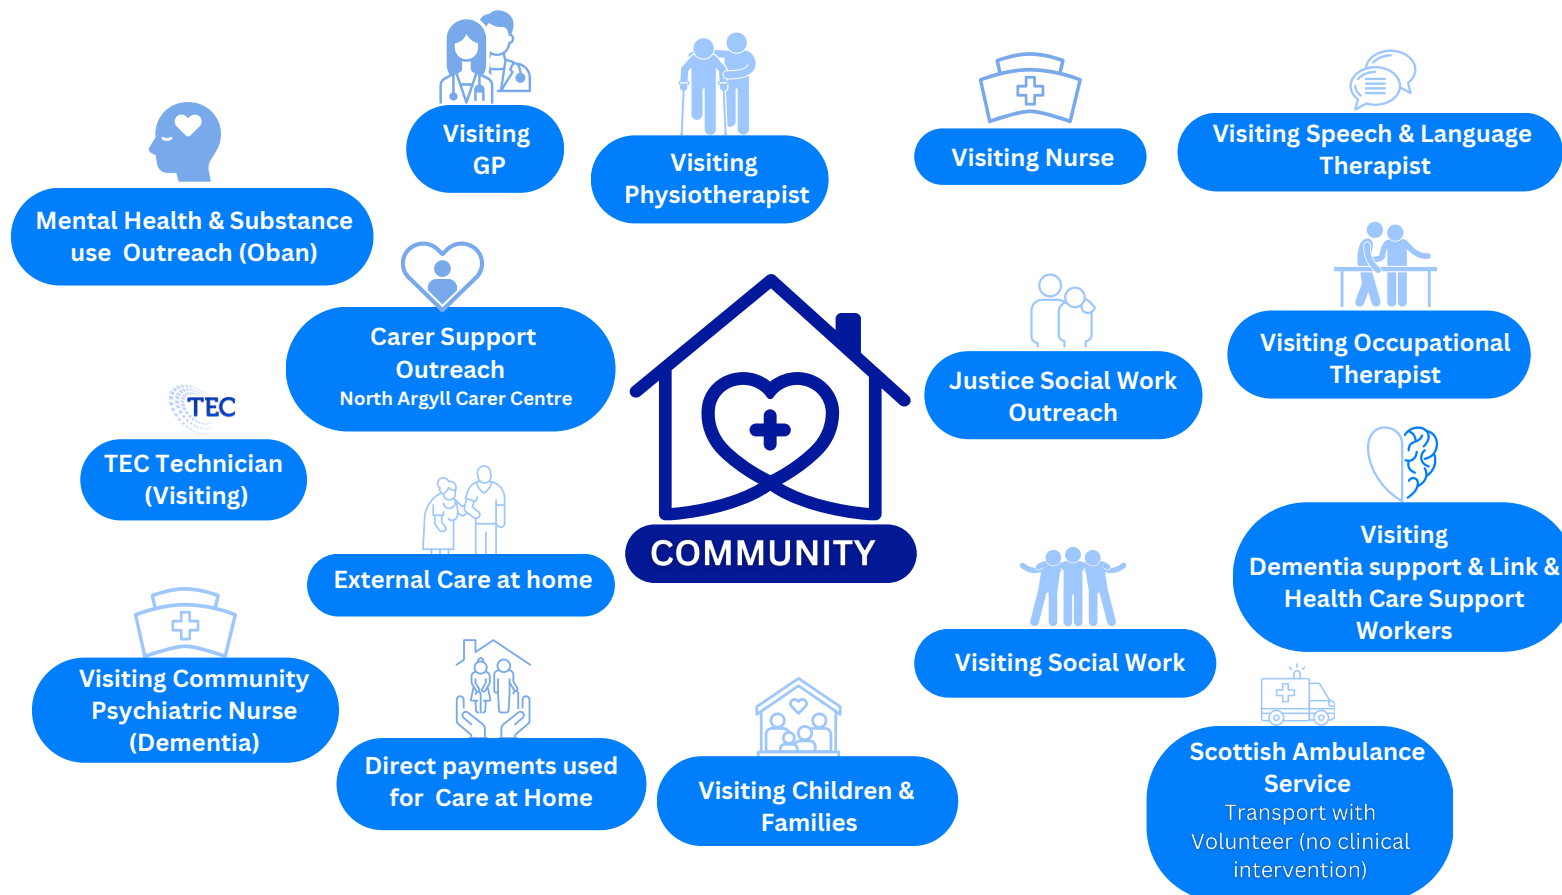 Visiting
GP
Visiting
Physiotherapist
Visiting Nurse
Visiting Speech & Language
Therapist
Mental Health & Substance
use Outreach (Oban)
Carer Support
Outreach
North Argyll Carer Centre
Justice Social Work
Outreach
Visiting Occupational
Therapist
TEC
TEC Technician
(Visiting)
External Care at home
COMMUNITY
Visiting
Dementia support & Link &
Health Care Support
Workers
Visiting Community
Psychiatric Nurse
(Dementia)
Direct payments used
for Care at Home
Visiting Children &
Families
Visiting Social Work
Scottish Ambulance
Service
Transport with
Volunteer (no clinical
intervention)